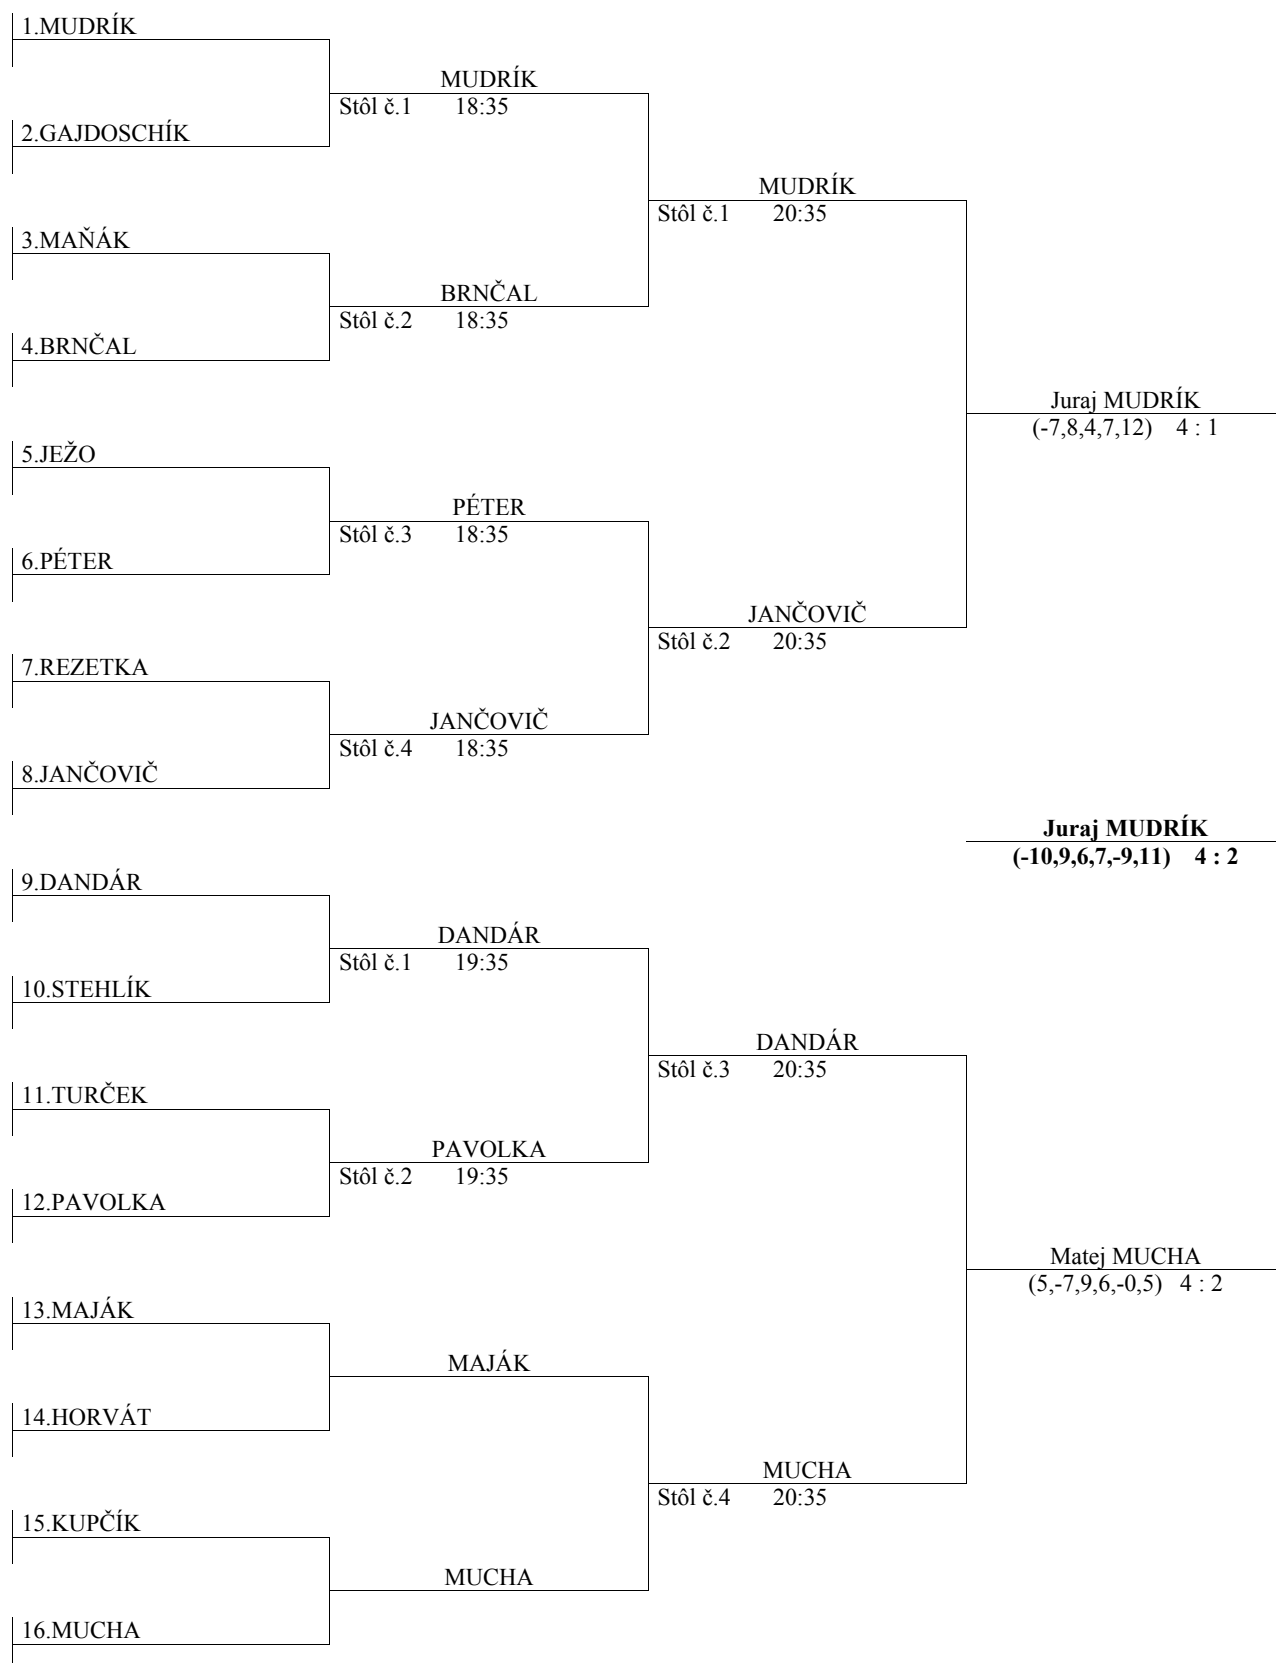 1.MUDRÍK
MUDRÍK
Stôl č.1 18:35
2.GAJDOSCHÍK
MUDRÍK
Stôl č.1 20:35
3.MAŇÁK
BRNČAL
Stôl č.2 18:35
4.BRNČAL
Juraj MUDRÍK
(-7,8,4,7,12) 4 : 1
5.JEŽO
PÉTER
Stôl č.3 18:35
6.PÉTER
JANČOVIČ
Stôl č.2 20:35
7.REZETKA
JANČOVIČ
Stôl č.4 18:35
8.JANČOVIČ
Juraj MUDRÍK
(-10,9,6,7,-9,11) 4 : 2
9.DANDÁR
DANDÁR
Stôl č.1 19:35
10.STEHLÍK
DANDÁR
Stôl č.3 20:35
11.TURČEK
PAVOLKA
Stôl č.2 19:35
12.PAVOLKA
Matej MUCHA
(5,-7,9,6,-0,5) 4 : 2
13.MAJÁK
MAJÁK
14.HORVÁT
MUCHA
Stôl č.4 20:35
15.KUPČÍK
MUCHA
16.MUCHA